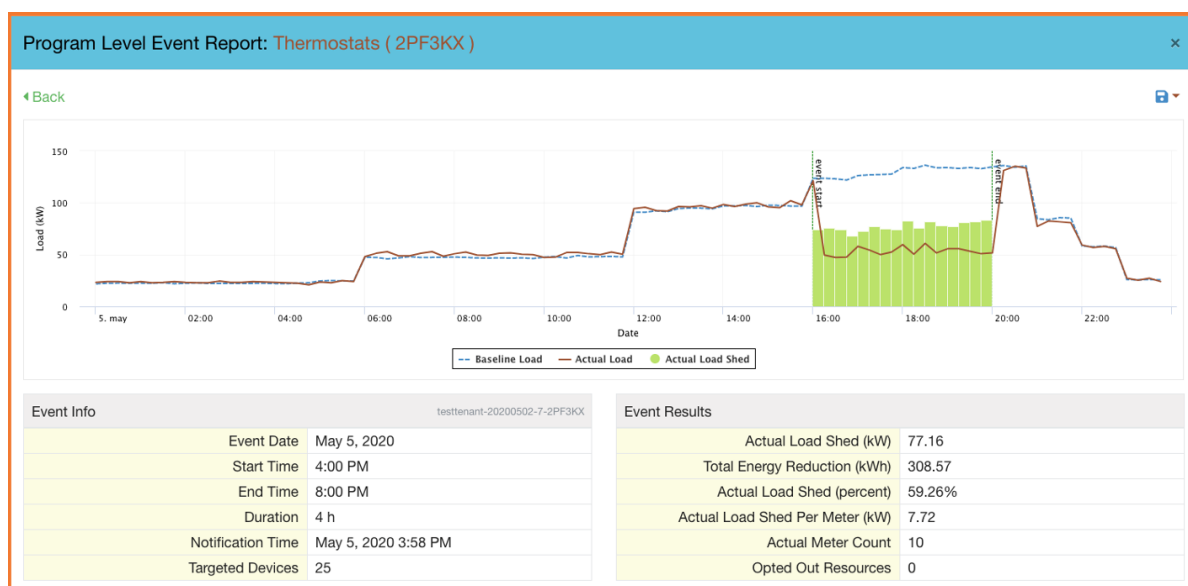 Program Level Event Report: Thermostats ( 2PF3KX )
×
Back
150
100
50
0
Load (kW)
event start
event end
5. may 02:00 04:00 06:00 08:00 10:00 12:00 14:00 16:00 18:00 20:00 22:00
Date
Baseline Load Actual Load Actual Load Shed
Event Info testtenant-20200502-7-2PF3KX
Event Date May 5, 2020
Start Time 4:00 PM
End Time 8:00 PM
Duration 4 h
Notification Time May 5, 2020 3:58 PM
Targeted Devices 25
Event Results
Actual Load Shed (kW) 77.16
Total Energy Reduction (kWh) 308.57
Actual Load Shed (percent) 59.26%
Actual Load Shed Per Meter (kW) 7.72
Actual Meter Count 10
Opted Out Resources 0